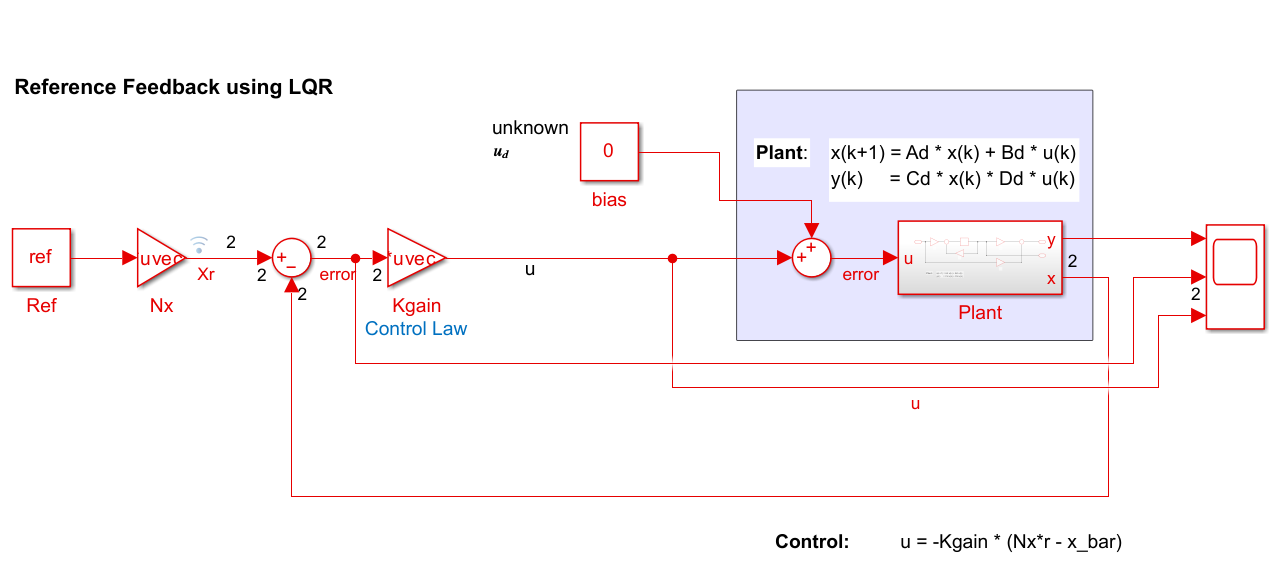 Reference Feedback using LQR
unknown
u_d
0
bias
Plant:
x(k+1) = Ad * x(k) + Bd * u(k)
y(k) = Cd * x(k) * Dd * u(k)
ref
Ref
uvec
Nx
Xr
2
2
+
−
2
2
error
2
*uvec
Kgain
Control Law
u
+
+
error
u
y
x
Plant
2
2
u
Control: u = -Kgain * (Nx*r - x_bar)